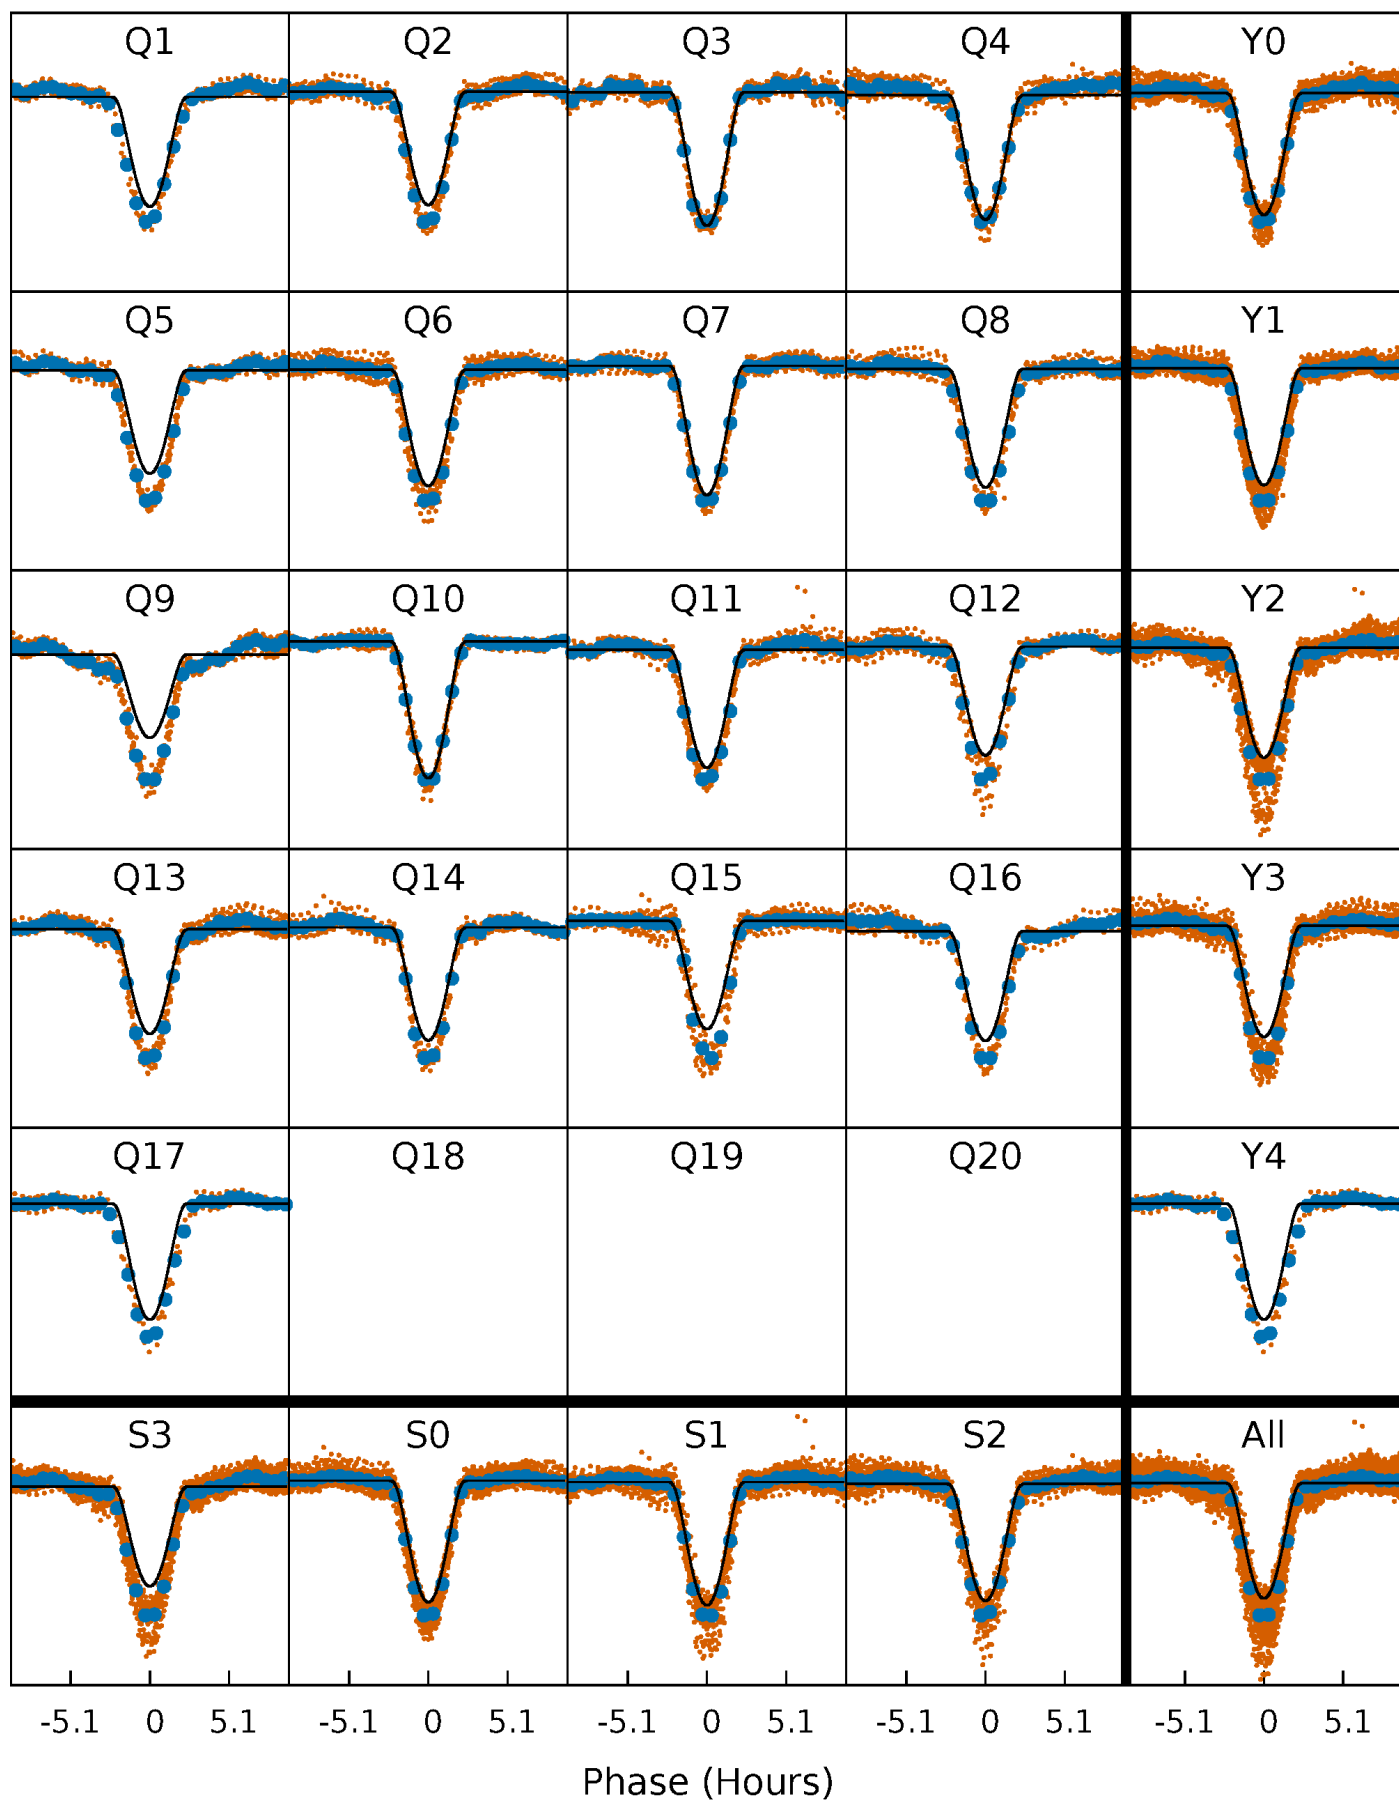 Q1 Q2 Q3 Q4 Y0
Q5 Q6 Q7 Q8 Y1
Q9 Q10 Q11 Q12 Y2
Q13 Q14 Q15 Q16 Y3
Q17 Q18 Q19 Q20 Y4
S3 S0 S1 S2 All
-5.1 0 5.1 -5.1 0 5.1 -5.1 0 5.1 -5.1 0 5.1 -5.1 0 5.1
Phase (Hours)